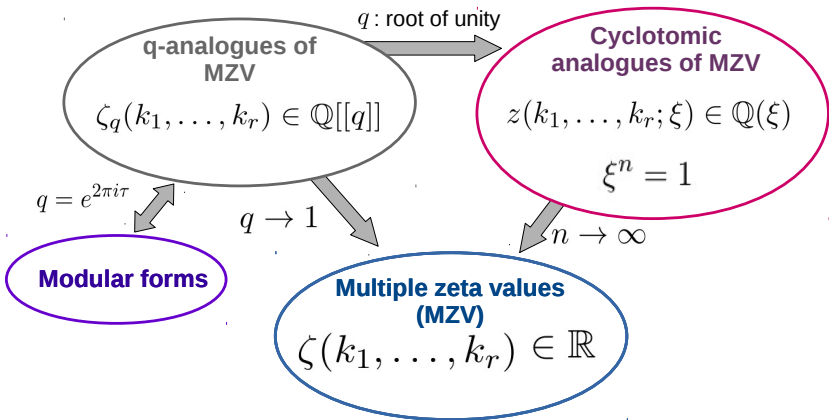 q : root of unity
q-analogues of
MZV
ζ_q(k_1, . . . , k_r) ∈ ℚ[[q]]
Cyclotomic
analogues of MZV
z(k_1, . . . , k_r; ξ) ∈ ℚ(ξ)
ξ^n = 1
q = e^{2πiτ}
q → 1
n → ∞
Modular forms
Multiple zeta values
(MZV)
ζ(k_1, . . . , k_r) ∈ ℝ